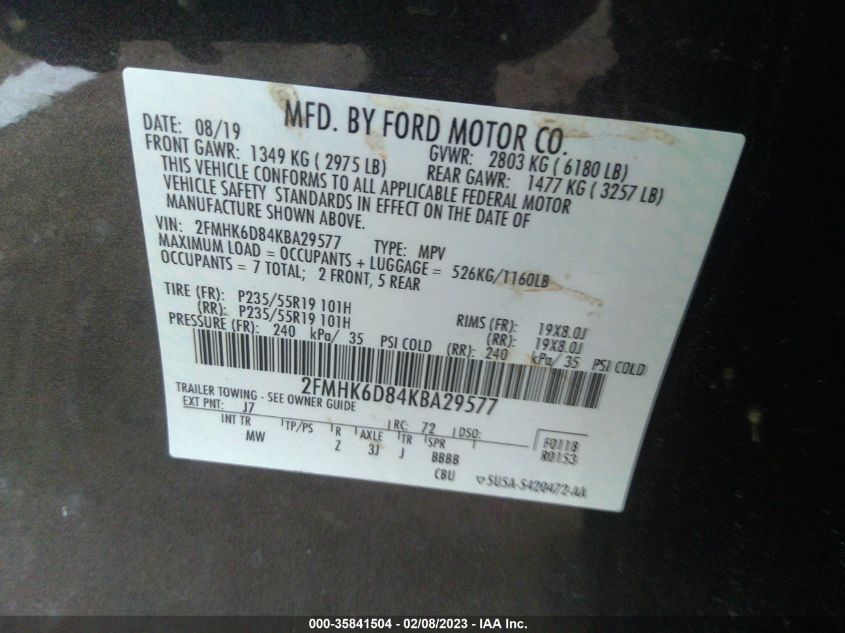 MFD. BY FORD MOTOR CO.
DATE: 08/19 GVWR: 2803 KG ( 6180 LB)
FRONT GAWR: 1349 KG ( 2975 LB) REAR GAWR: 1477 KG ( 3257 LB)
THIS VEHICLE CONFORMS TO ALL APPLICABLE FEDERAL MOTOR
VEHICLE SAFETY STANDARDS IN EFFECT ON THE DATE OF
MANUFACTURE SHOWN ABOVE.
VIN: 2FMHK6D84KBA29577 TYPE: MPV
MAXIMUM LOAD = OCCUPANTS + LUGGAGE = 526KG/1160LB
OCCUPANTS = 7 TOTAL; 2 FRONT, 5 REAR
TIRE (FR): P235/55R19 101H RIMS (FR): 19X8.0J
(RR): P235/55R19 101H (RR): 19X8.0J
PRESSURE (FR): 240 kPa/ 35 PSI COLD (RR): 240 kPa/ 35 PSI COLD
2FMHK6D84KBA29577
TRAILER TOWING - SEE OWNER GUIDE
EXT PNT: J7 RC: 72 DSO:
INT TR TP/PS R AXLE TR SPR F0118
MW Z 3J J BBBB R0153
CBU ▽5USA-5420472-AA
000-35841504 — 02/08/2023 — IAA Inc.